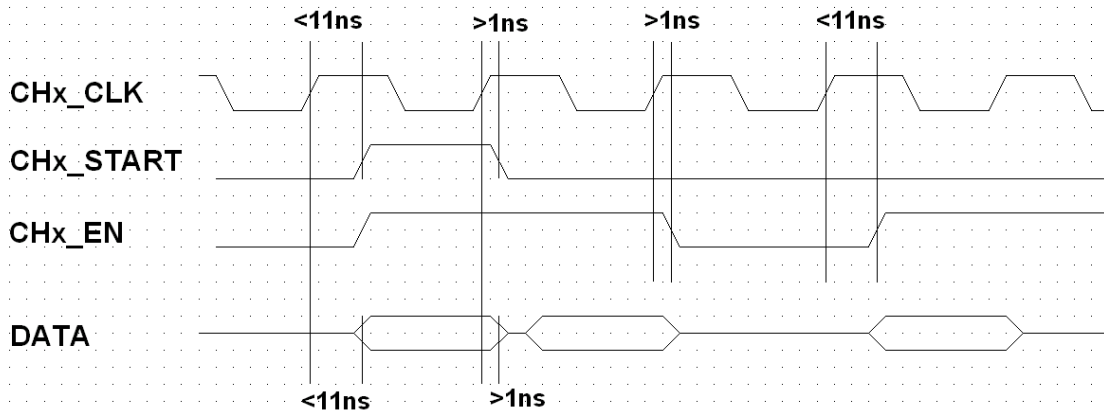 <11ns >1ns >1ns <11ns
CHx_CLK
CHx_START
CHx_EN
DATA
<11ns >1ns